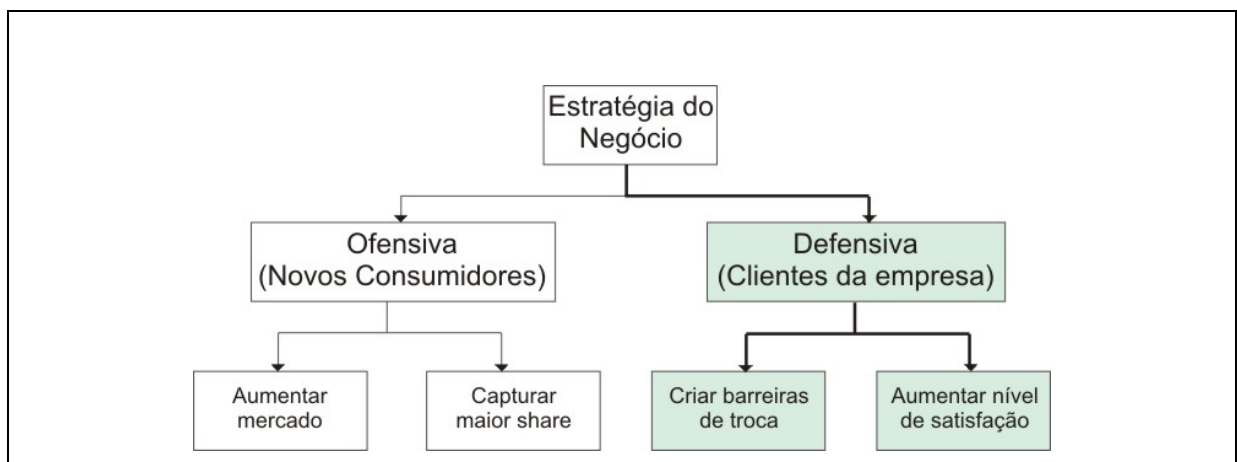 Estratégia do
Negócio
Ofensiva
(Novos Consumidores)
Defensiva
(Clientes da empresa)
Aumentar
mercado
Capturar
maior share
Criar barreiras
de troca
Aumentar nível
de satisfação